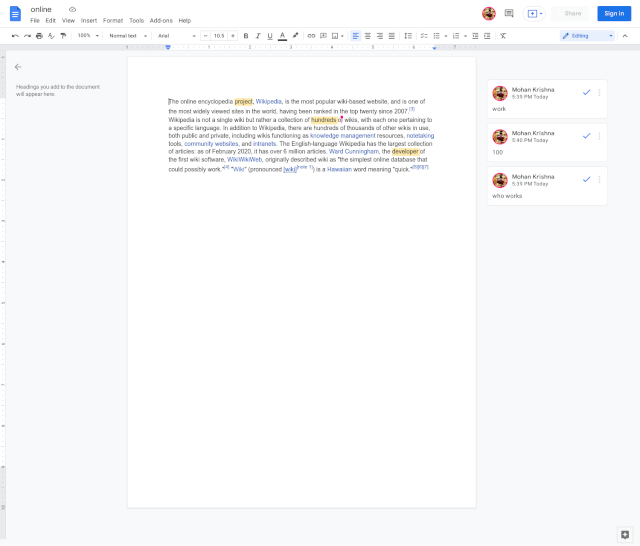 online
File Edit View Insert Format Tools Add-ons Help
Share
Sign in
100% Normal text Arial 10.5 Editing
Headings you add to the document
will appear here.
The online encyclopedia project, Wikipedia, is the most popular wiki-based website, and is one of
the most widely viewed sites in the world, having been ranked in the top twenty since 2007.[3]
Wikipedia is not a single wiki but rather a collection of hundreds of wikis, with each one pertaining to
a specific language. In addition to Wikipedia, there are hundreds of thousands of other wikis in use,
both public and private, including wikis functioning as knowledge management resources, notetaking
tools, community websites, and intranets. The English-language Wikipedia has the largest collection
of articles: as of February 2020, it has over 6 million articles. Ward Cunningham, the developer of
the first wiki software, WikiWikiWeb, originally described wiki as "the simplest online database that
could possibly work."[4] "Wiki" (pronounced [wiki][note 1]) is a Hawaiian word meaning "quick."[5][6][7]
Mohan Krishna
5:39 PM Today
work
Mohan Krishna
5:40 PM Today
100
Mohan Krishna
5:39 PM Today
who works